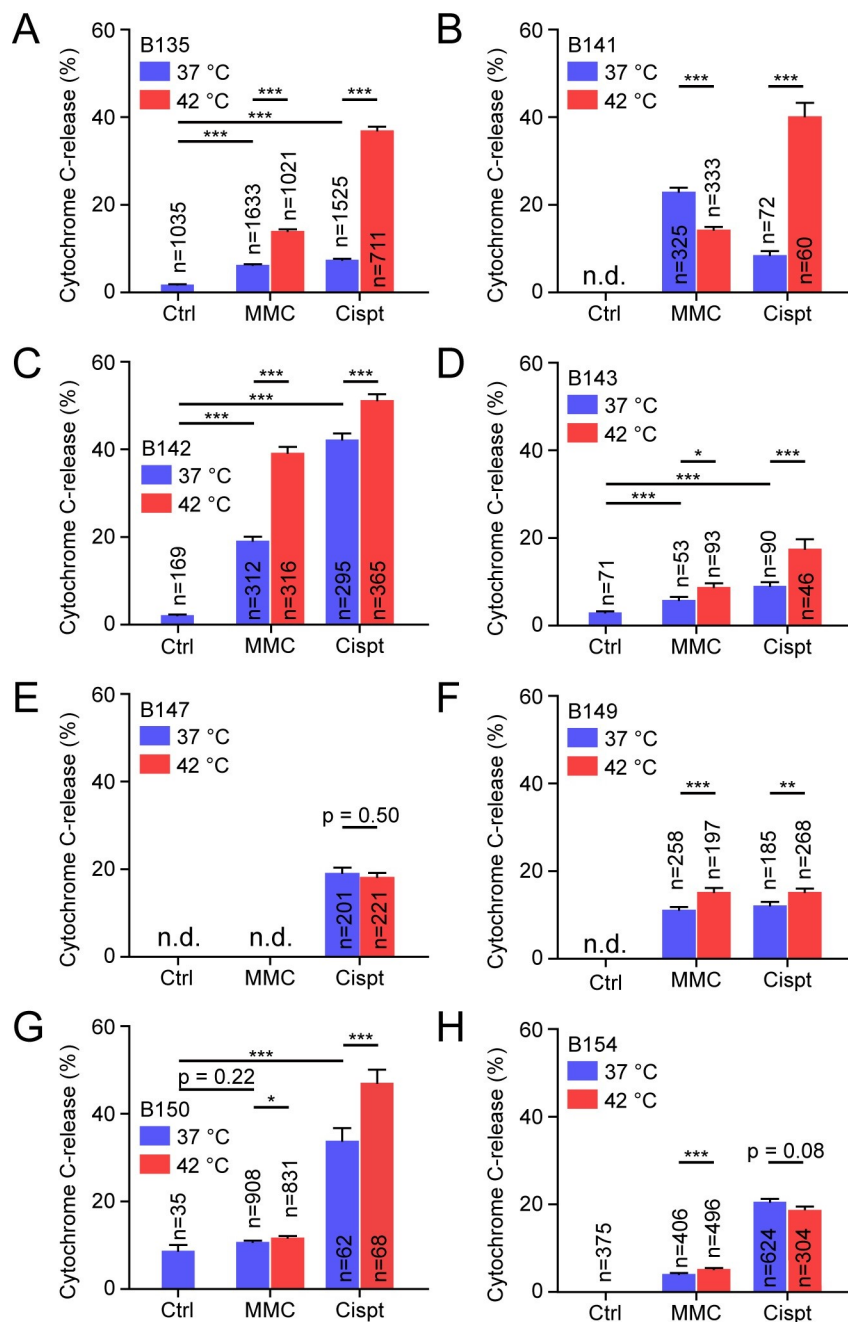 A
B135
37 °C
42 °C
Cytochrome C-release (%)
60
40
20
0
***
***
***
***
n=1035
n=1633
n=1021
n=1525
n=711
Ctrl
MMC
Cispt
B
B141
37 °C
42 °C
Cytochrome C-release (%)
60
40
20
0
***
***
n.d.
n=325
n=333
n=72
n=60
Ctrl
MMC
Cispt
C
B142
37 °C
42 °C
Cytochrome C-release (%)
60
40
20
0
***
***
***
***
n=169
n=312
n=316
n=295
n=365
Ctrl
MMC
Cispt
D
B143
37 °C
42 °C
Cytochrome C-release (%)
60
40
20
0
*
***
***
***
n=71
n=53
n=93
n=90
n=46
Ctrl
MMC
Cispt
E
B147
37 °C
42 °C
Cytochrome C-release (%)
60
40
20
0
p = 0.50
n.d.
n.d.
n=201
n=221
Ctrl
MMC
Cispt
F
B149
37 °C
42 °C
Cytochrome C-release (%)
60
40
20
0
***
**
n.d.
n=258
n=197
n=185
n=268
Ctrl
MMC
Cispt
G
B150
37 °C
42 °C
Cytochrome C-release (%)
60
40
20
0
***
***
p = 0.22
*
n=35
n=908
n=831
n=62
n=68
Ctrl
MMC
Cispt
H
B154
37 °C
42 °C
Cytochrome C-release (%)
60
40
20
0
***
p = 0.08
n=375
n=406
n=496
n=624
n=304
Ctrl
MMC
Cispt